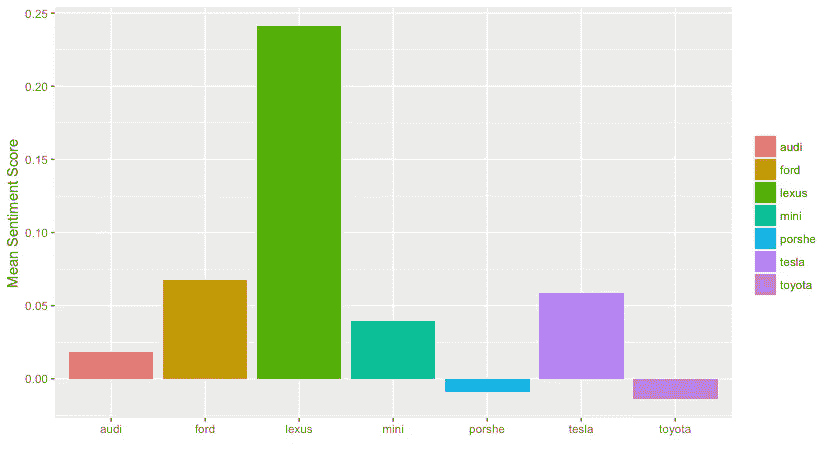 Mean Sentiment Score
0.25
0.20
0.15
0.10
0.05
0.00
audi ford lexus mini porshe tesla toyota
audi
ford
lexus
mini
porshe
tesla
toyota